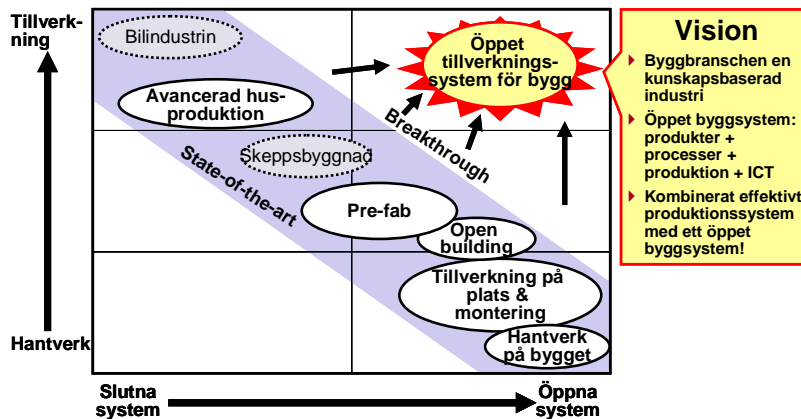 Tillverk-
ning
Bilindustrin
Avancerad hus-
produktion
Skeppsbyggnad
State-of-the-art
Breakthrough
Pre-fab
Open
building
Tillverkning på
plats &
montering
Hantverk
på bygget
Öppet
tillverknings-
system för bygg
Hantverk
Slutna
system
Öppna
system
Vision
Byggbranschen en
kunskapsbaserad
industri
Öppet byggsystem:
produkter +
processer +
produktion + ICT
Kombinerat effektivt
produktionssystem
med ett öppet
byggsystem!